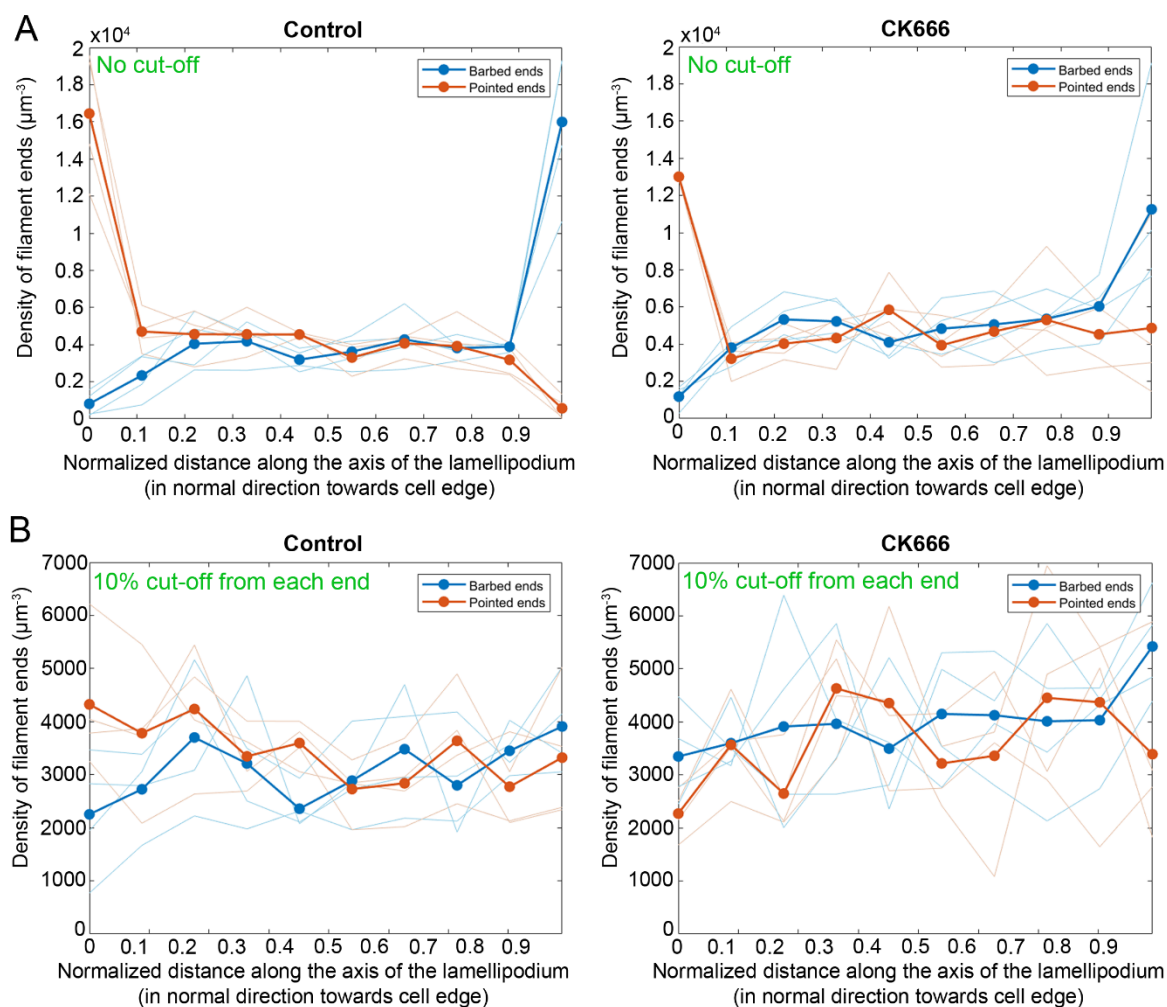 A
Control
×10⁴
No cut-off
Barbed ends
Pointed ends
Density of filament ends (µm⁻³)
2
1.8
1.6
1.4
1.2
1
0.8
0.6
0.4
0.2
0
0 0.1 0.2 0.3 0.4 0.5 0.6 0.7 0.8 0.9
Normalized distance along the axis of the lamellipodium
(in normal direction towards cell edge)
CK666
×10⁴
No cut-off
Barbed ends
Pointed ends
Density of filament ends (µm⁻³)
2
1.8
1.6
1.4
1.2
1
0.8
0.6
0.4
0.2
0
0 0.1 0.2 0.3 0.4 0.5 0.6 0.7 0.8 0.9
Normalized distance along the axis of the lamellipodium
(in normal direction towards cell edge)
B
Control
10% cut-off from each end
Barbed ends
Pointed ends
Density of filament ends (µm⁻³)
7000
6000
5000
4000
3000
2000
1000
0
0 0.1 0.2 0.3 0.4 0.5 0.6 0.7 0.8 0.9
Normalized distance along the axis of the lamellipodium
(in normal direction towards cell edge)
CK666
10% cut-off from each end
Barbed ends
Pointed ends
Density of filament ends (µm⁻³)
7000
6000
5000
4000
3000
2000
1000
0
0 0.1 0.2 0.3 0.4 0.5 0.6 0.7 0.8 0.9
Normalized distance along the axis of the lamellipodium
(in normal direction towards cell edge)